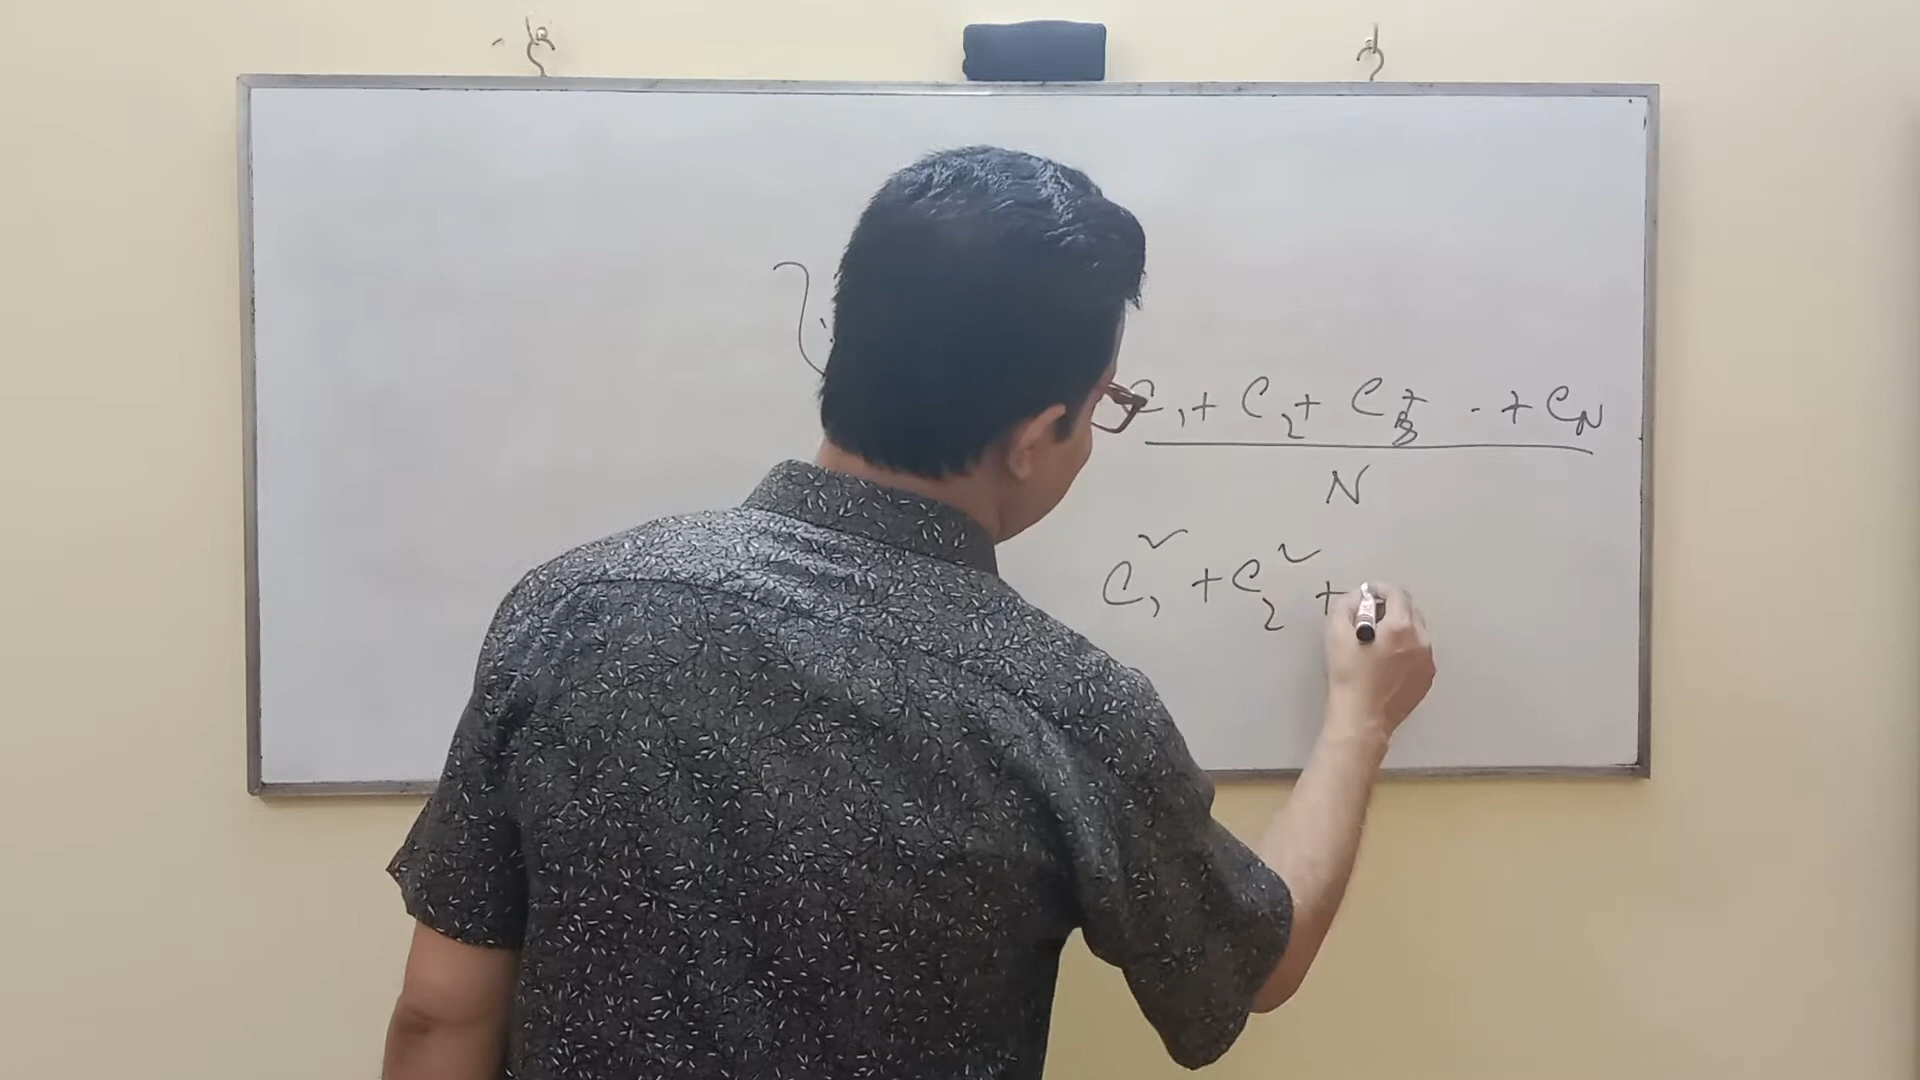 C₁ + C₂ + C₃ + . . + C_N
N
C₁² + C₂² +